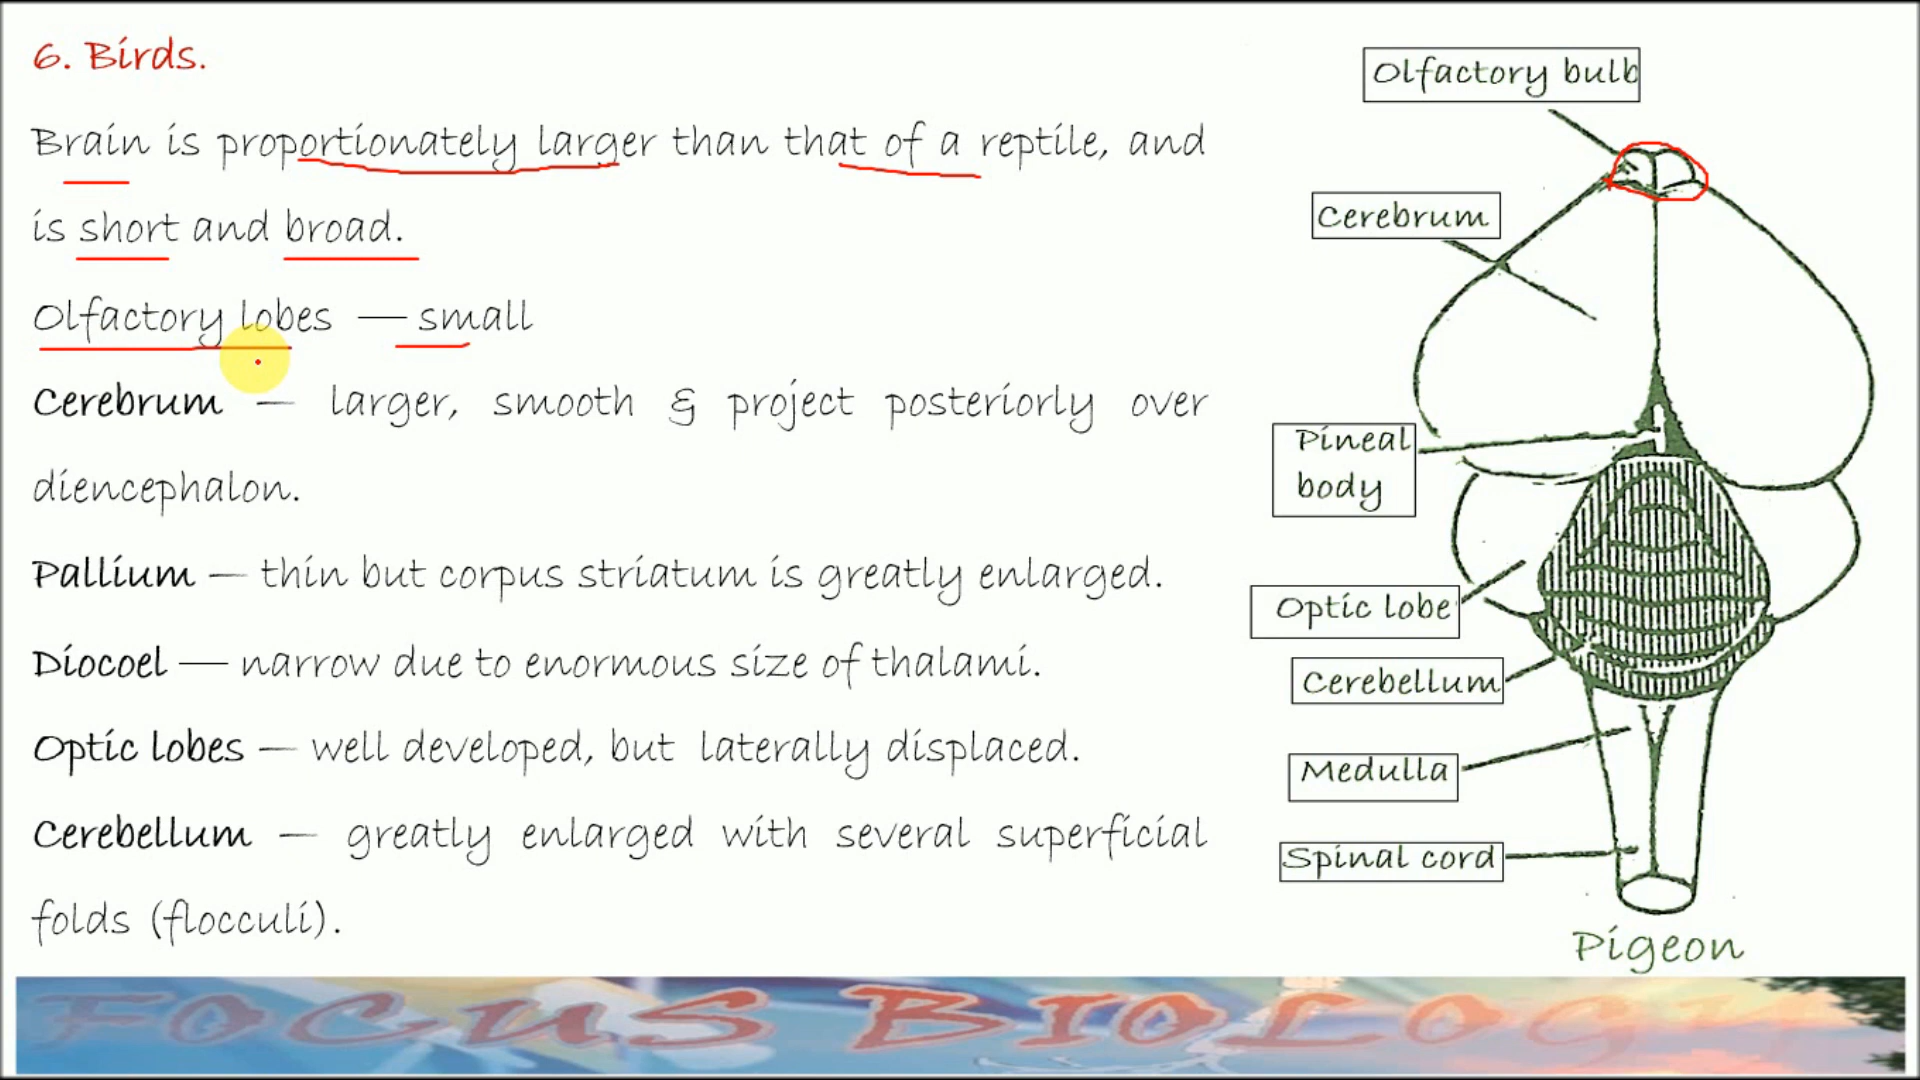 6. Birds.
Brain is proportionately larger than that of a reptile, and
is short and broad.
Olfactory lobes — small
Cerebrum — larger, smooth & project posteriorly over
diencephalon.
Pallium — thin but corpus striatum is greatly enlarged.
Diocoel — narrow due to enormous size of thalami.
Optic lobes — well developed, but laterally displaced.
Cerebellum — greatly enlarged with several superficial
folds (flocculi).
Olfactory bulb
Cerebrum
Pineal
body
Optic lobe
Cerebellum
Medulla
Spinal cord
Pigeon
FOCUS BIOLOGY